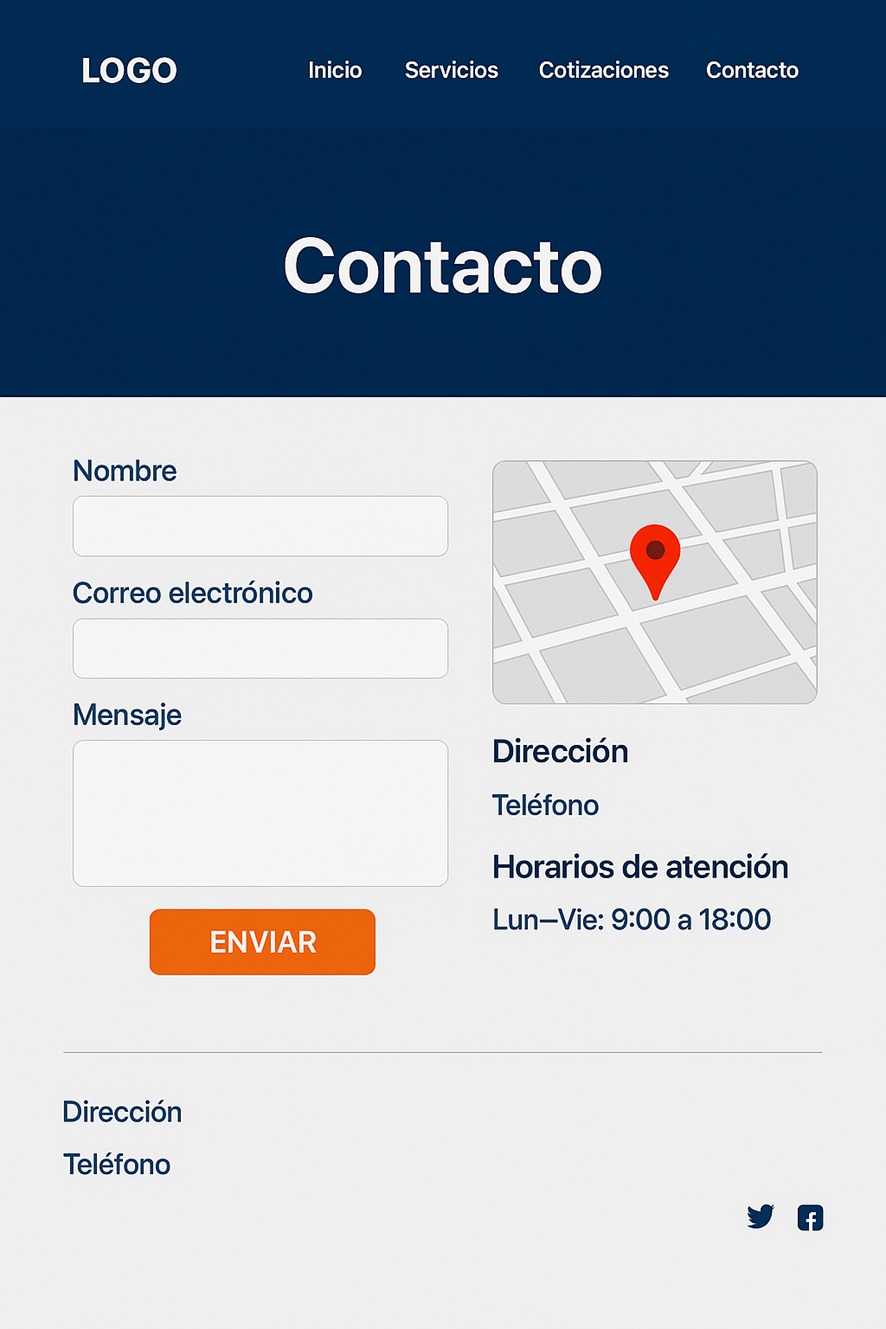 LOGO
Inicio Servicios Cotizaciones Contacto
Contacto
Nombre
Correo electrónico
Mensaje
ENVIAR
Dirección
Teléfono
Horarios de atención
Lun—Vie: 9:00 a 18:00
Dirección
Teléfono